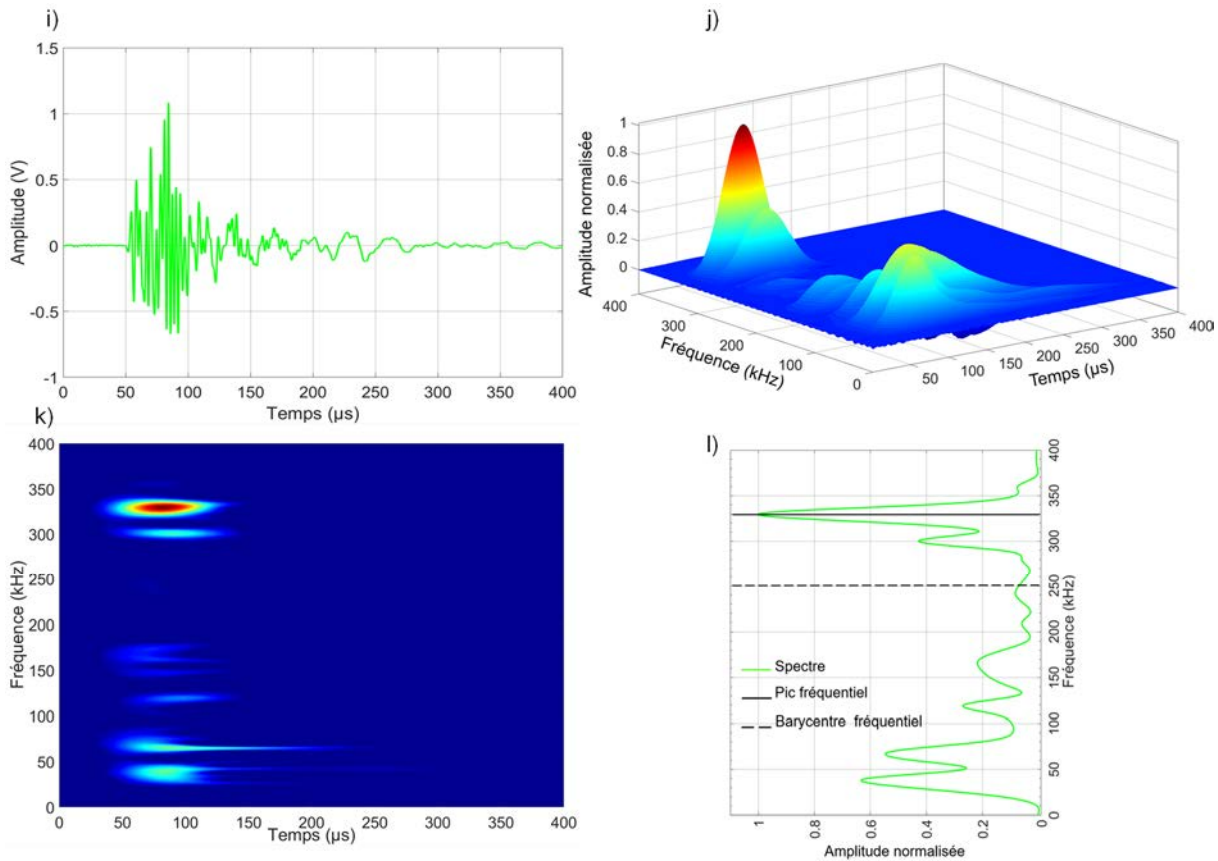 i)
1.5
1
0.5
0
-0.5
-1
Amplitude (V)
0 50 100 150 200 250 300 350 400
Temps (µs)
j)
1
0.8
0.6
0.4
0.2
0
Amplitude normalisée
400 300 200 100 0
Fréquence (kHz)
50 100 150 200 250 300 350 400
Temps (µs)
k)
400
350
300
250
200
150
100
50
0
Fréquence (kHz)
0 50 100 150 200 250 300 350 400
Temps (µs)
l)
400
350
300
250
200
150
100
50
0
Fréquence (kHz)
Spectre
Pic fréquentiel
Barycentre fréquentiel
1 0.8 0.6 0.4 0.2 0
Amplitude normalisée